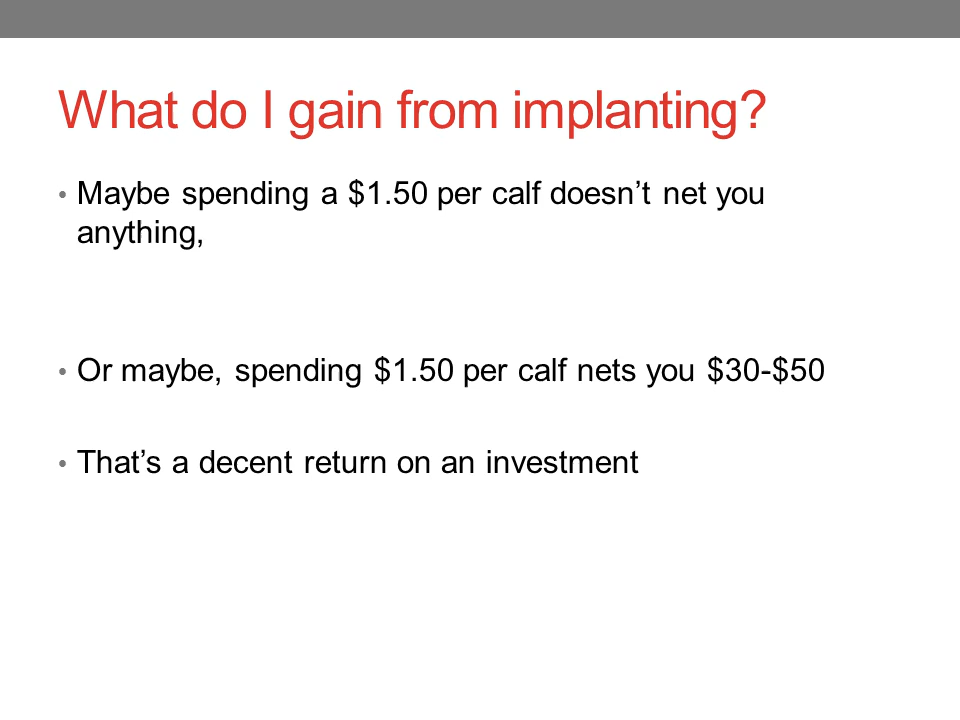 What do I gain from implanting?
• Maybe spending a $1.50 per calf doesn’t net you
anything,
• Or maybe, spending $1.50 per calf nets you $30-$50
• That’s a decent return on an investment